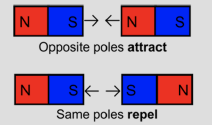 N S N S
Opposite poles attract
N S S N
Same poles repel